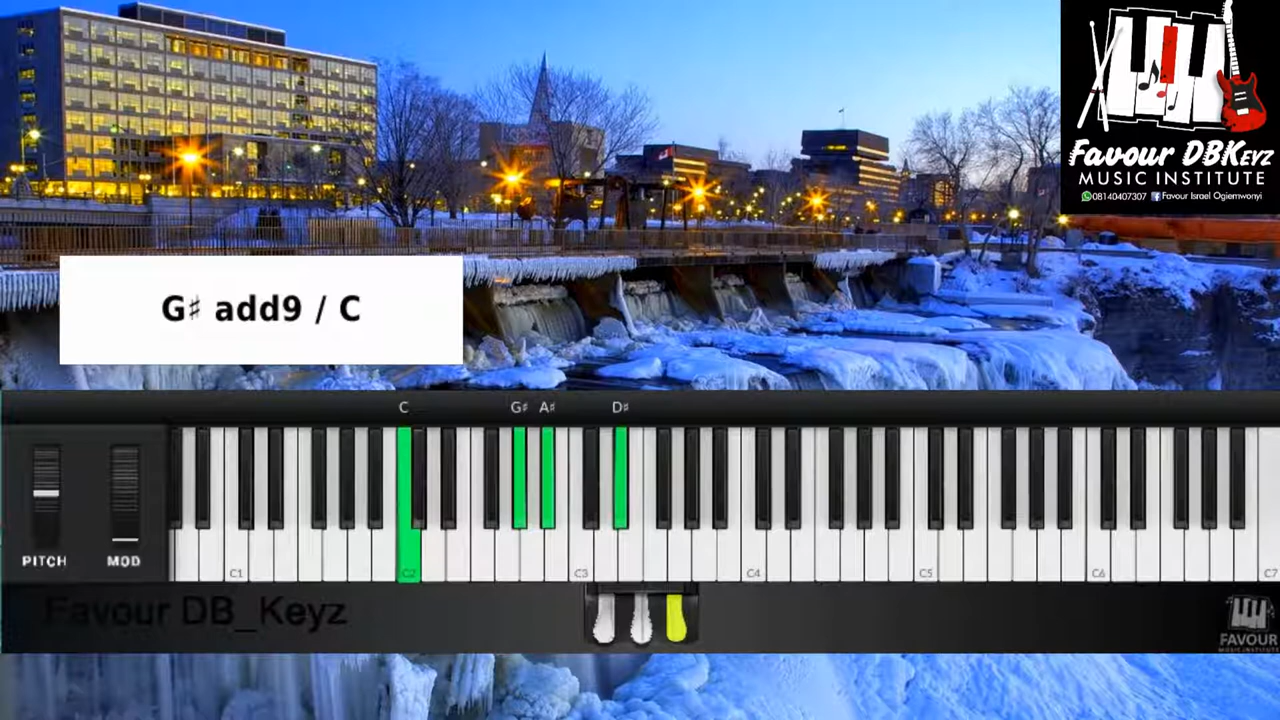 Favour DBKEYZ
MUSIC INSTITUTE
08140407307 Favour Israel Ogiemwonyi
G♯ add9 / C
C G♯ A♯ D♯
PITCH MOD
C1 C2 C3 C4 C5 C6 C7
Favour DB_Keyz
FAVOUR
MUSIC INSTITUTE